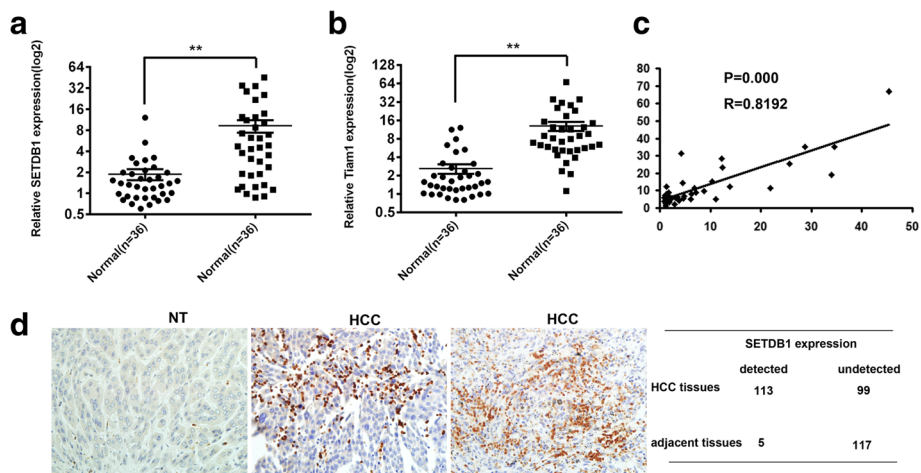 a
Relative SETDB1 expression(log2)
**
64
32
16
8
4
2
1
0.5
Normal(n=36)
Normal(n=36)
b
Relative Tiam1 expression(log2)
**
128
64
32
16
8
4
2
1
0.5
Normal(n=36)
Normal(n=36)
c
P=0.000
R=0.8192
80
70
60
50
40
30
20
10
0
0
10
20
30
40
50
d
NT
HCC
HCC
SETDB1 expression
detected undetected
HCC tissues 113 99
adjacent tissues 5 117